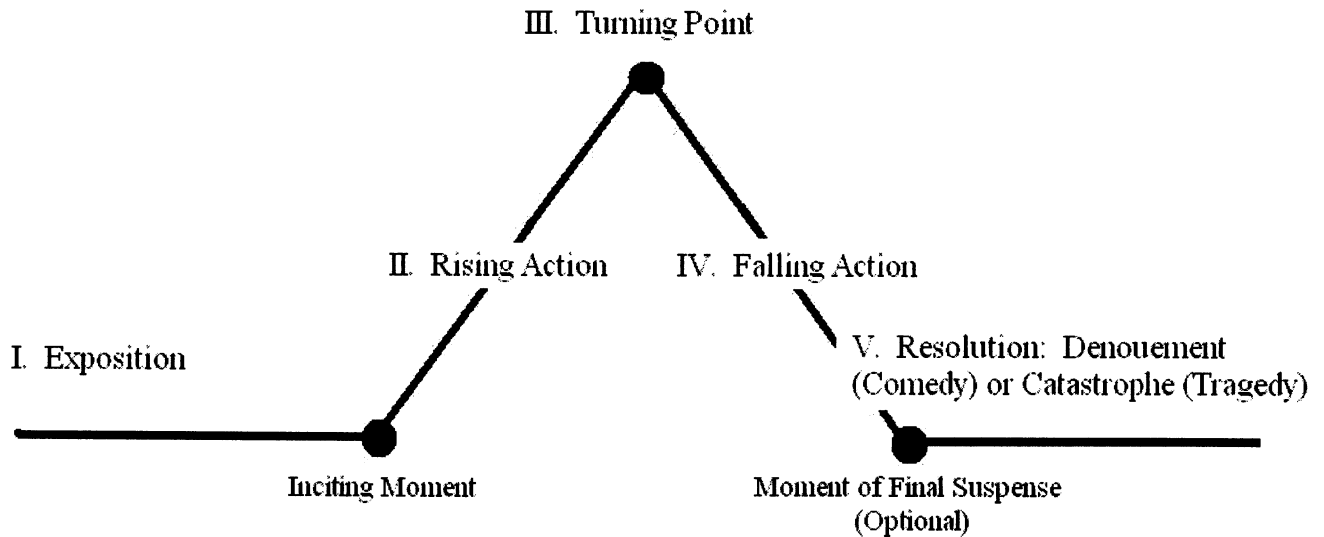 III. Turning Point
II. Rising Action
IV. Falling Action
I. Exposition
V. Resolution: Denouement
(Comedy) or Catastrophe (Tragedy)
Inciting Moment
Moment of Final Suspense
(Optional)